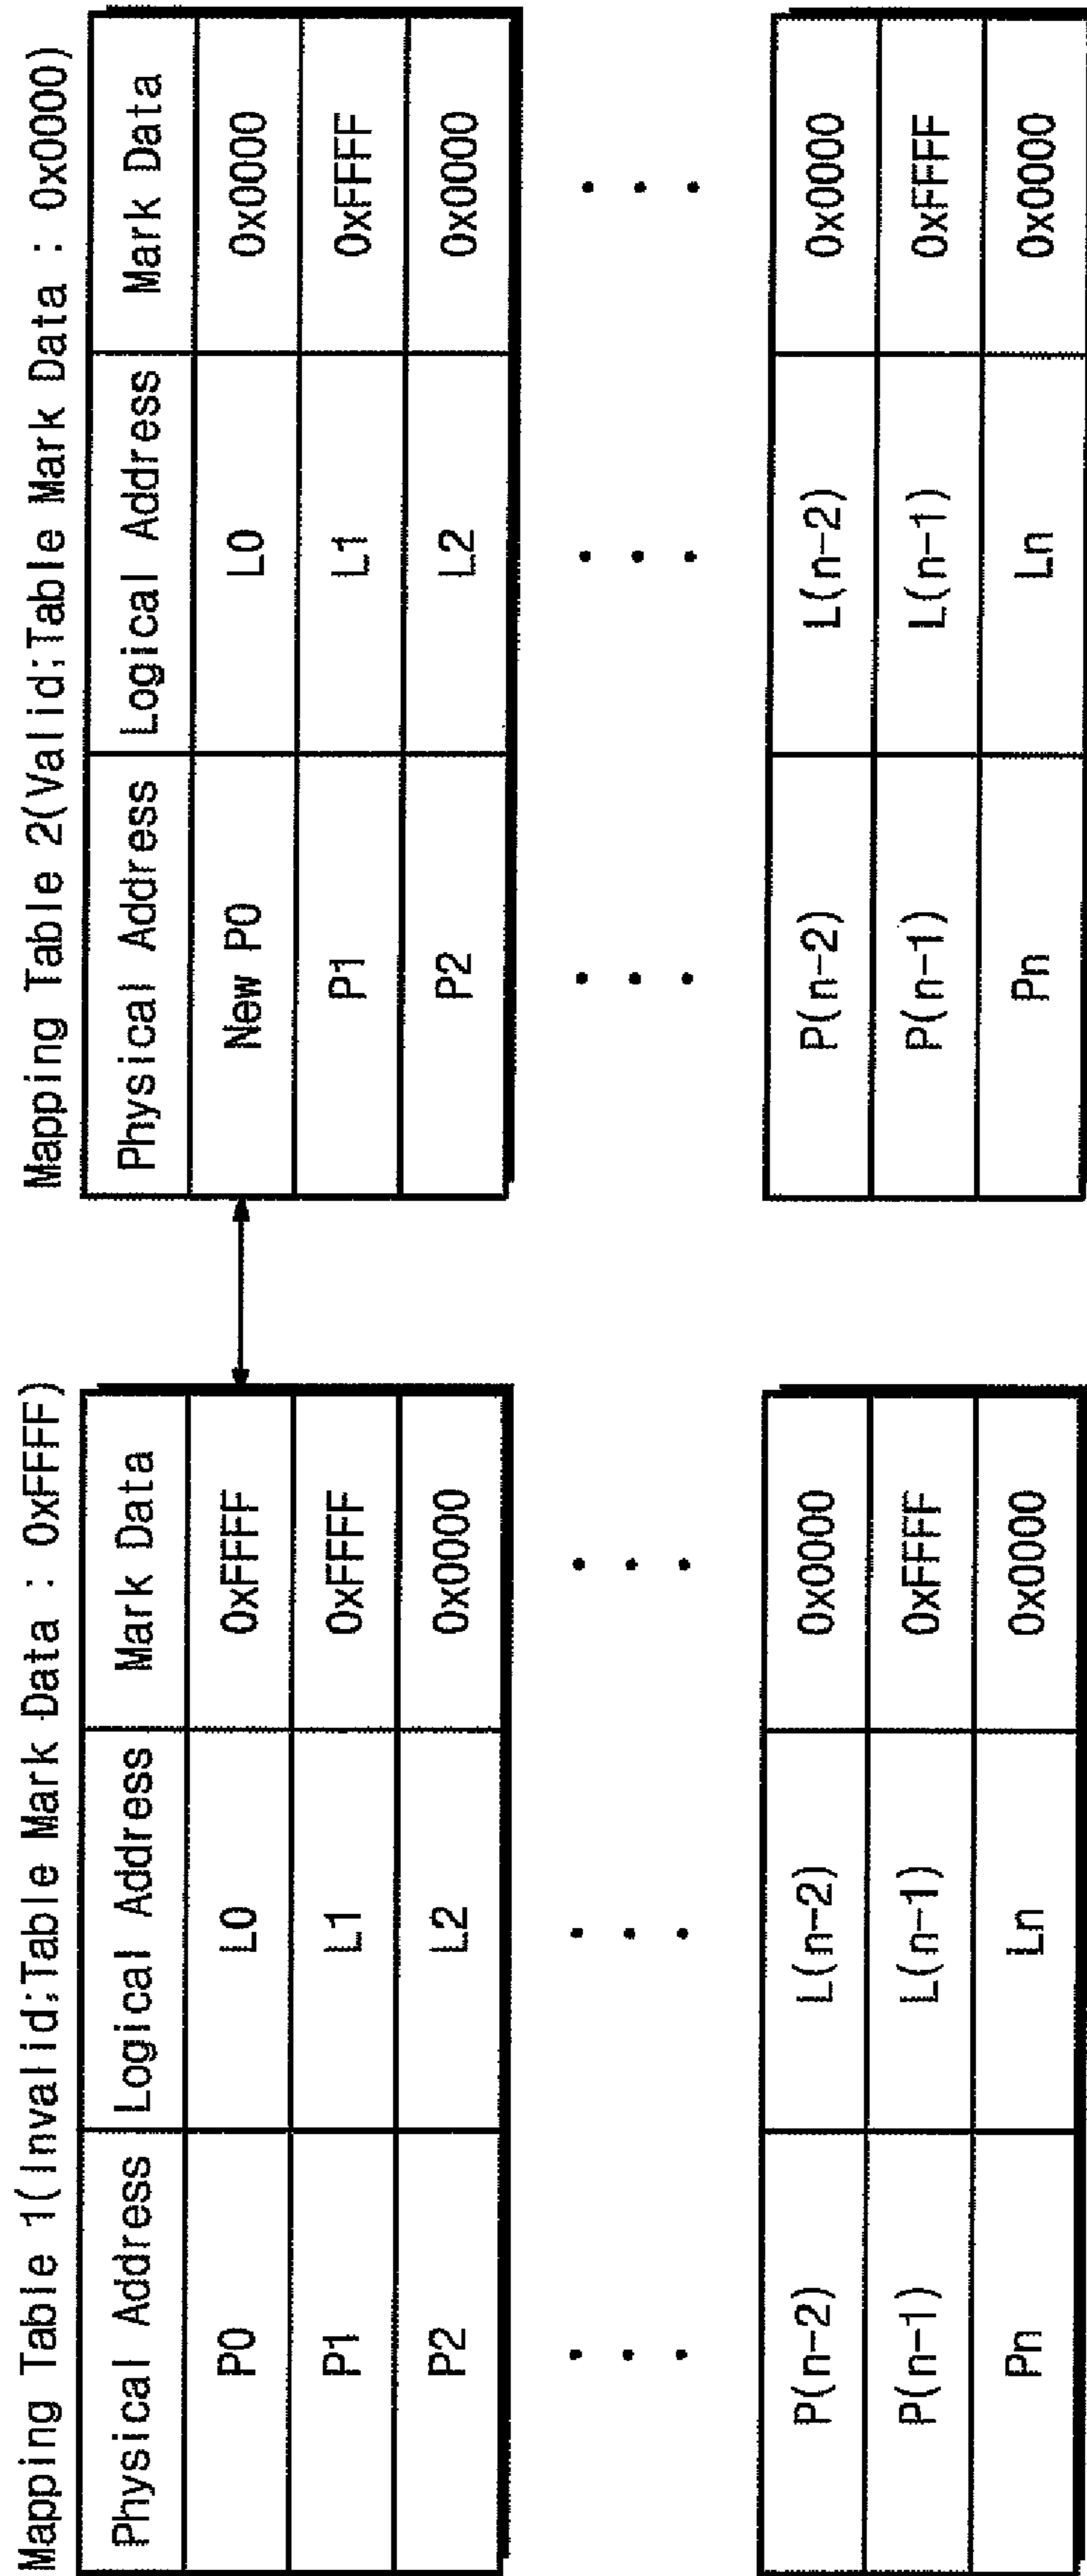 Mapping Table 1(Invalid;Table Mark Data : 0xFFFF)
Physical Address Logical Address Mark Data
P0 L0 0xFFFF
P1 L1 0xFFFF
P2 L2 0x0000
. . .
. . .
. . .
P(n-2) L(n-2) 0x0000
P(n-1) L(n-1) 0xFFFF
Pn Ln 0x0000
Mapping Table 2(Valid;Table Mark Data : 0x0000)
Physical Address Logical Address Mark Data
New P0 L0 0x0000
P1 L1 0xFFFF
P2 L2 0x0000
. . .
. . .
. . .
P(n-2) L(n-2) 0x0000
P(n-1) L(n-1) 0xFFFF
Pn Ln 0x0000